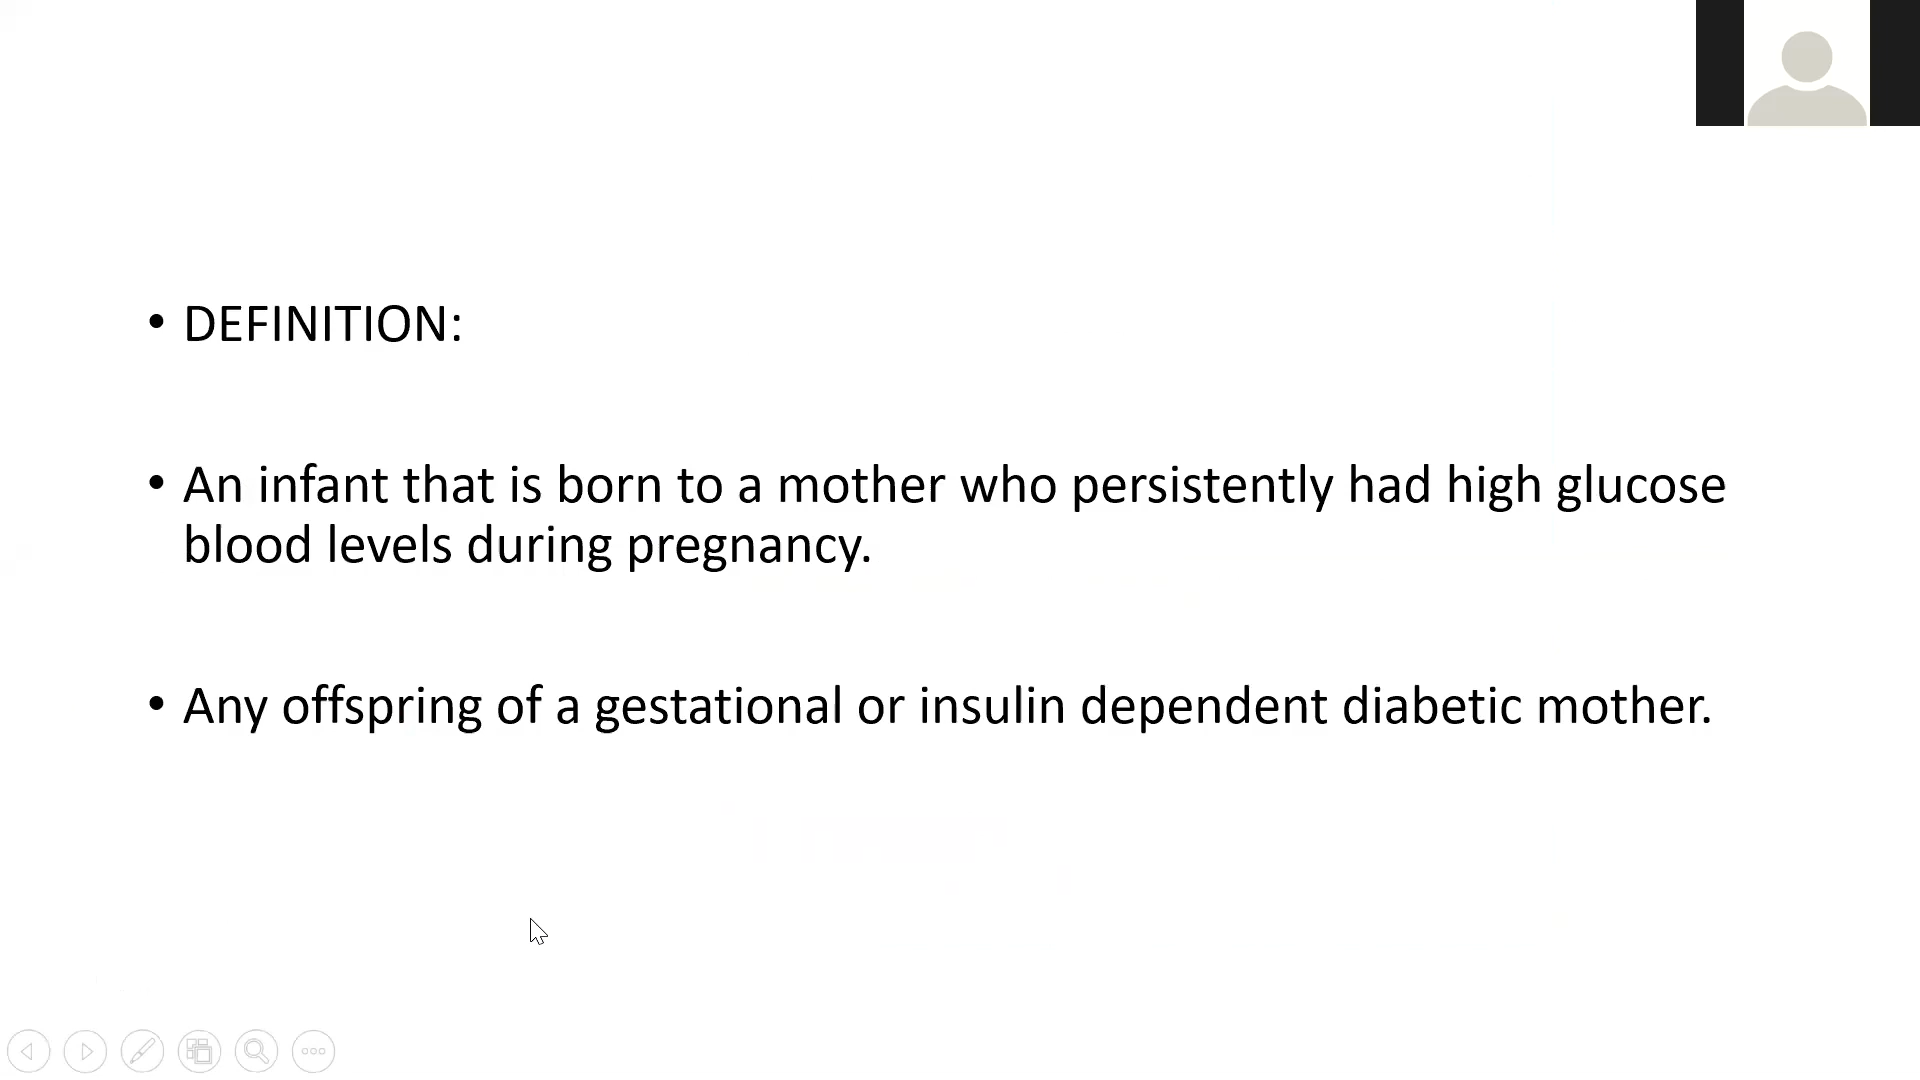 • DEFINITION:
• An infant that is born to a mother who persistently had high glucose
blood levels during pregnancy.
• Any offspring of a gestational or insulin dependent diabetic mother.